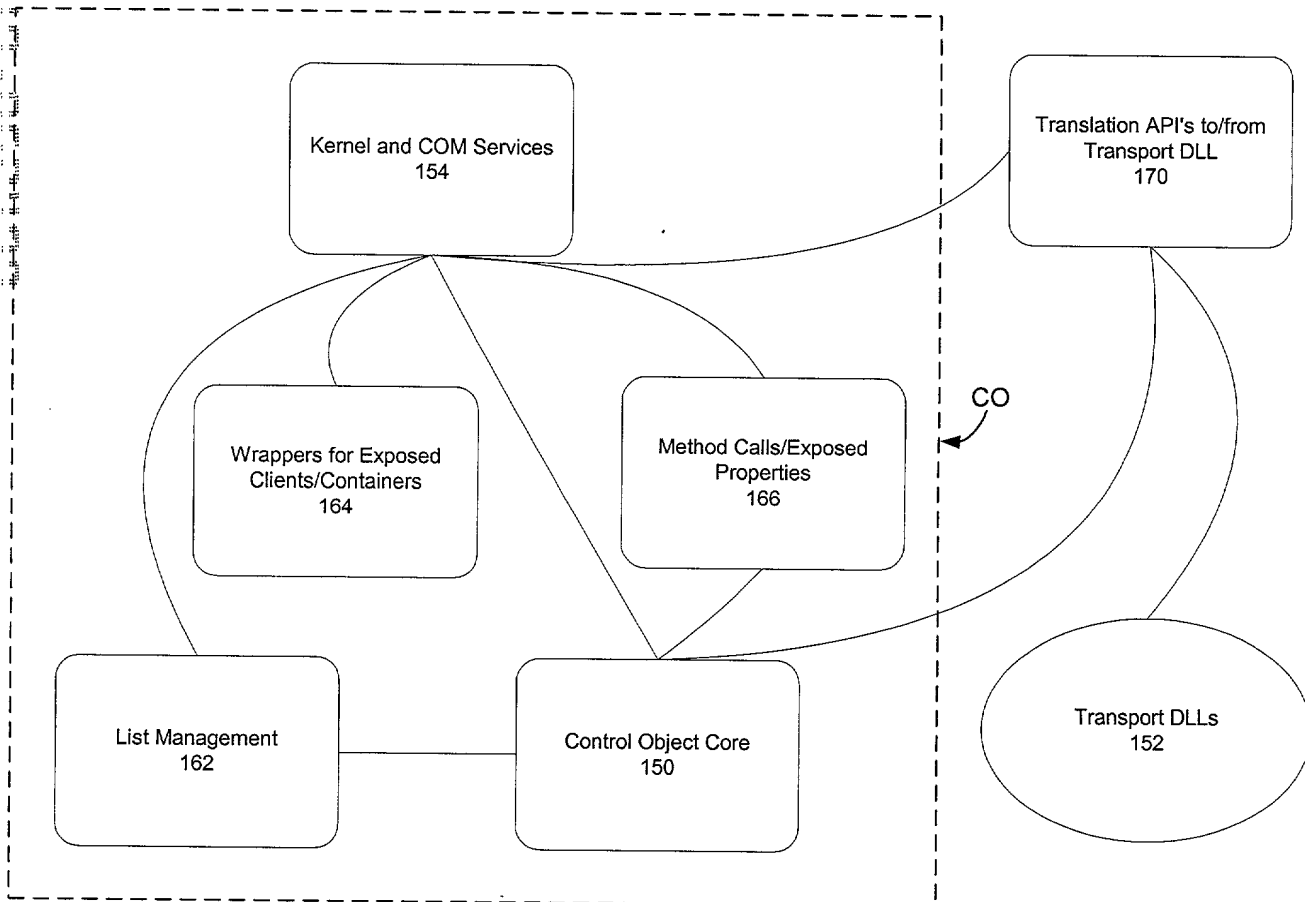 Kernel and COM Services
154
Translation API's to/from
Transport DLL
170
Wrappers for Exposed
Clients/Containers
164
Method Calls/Exposed
Properties
166
CO
List Management
162
Control Object Core
150
Transport DLLs
152